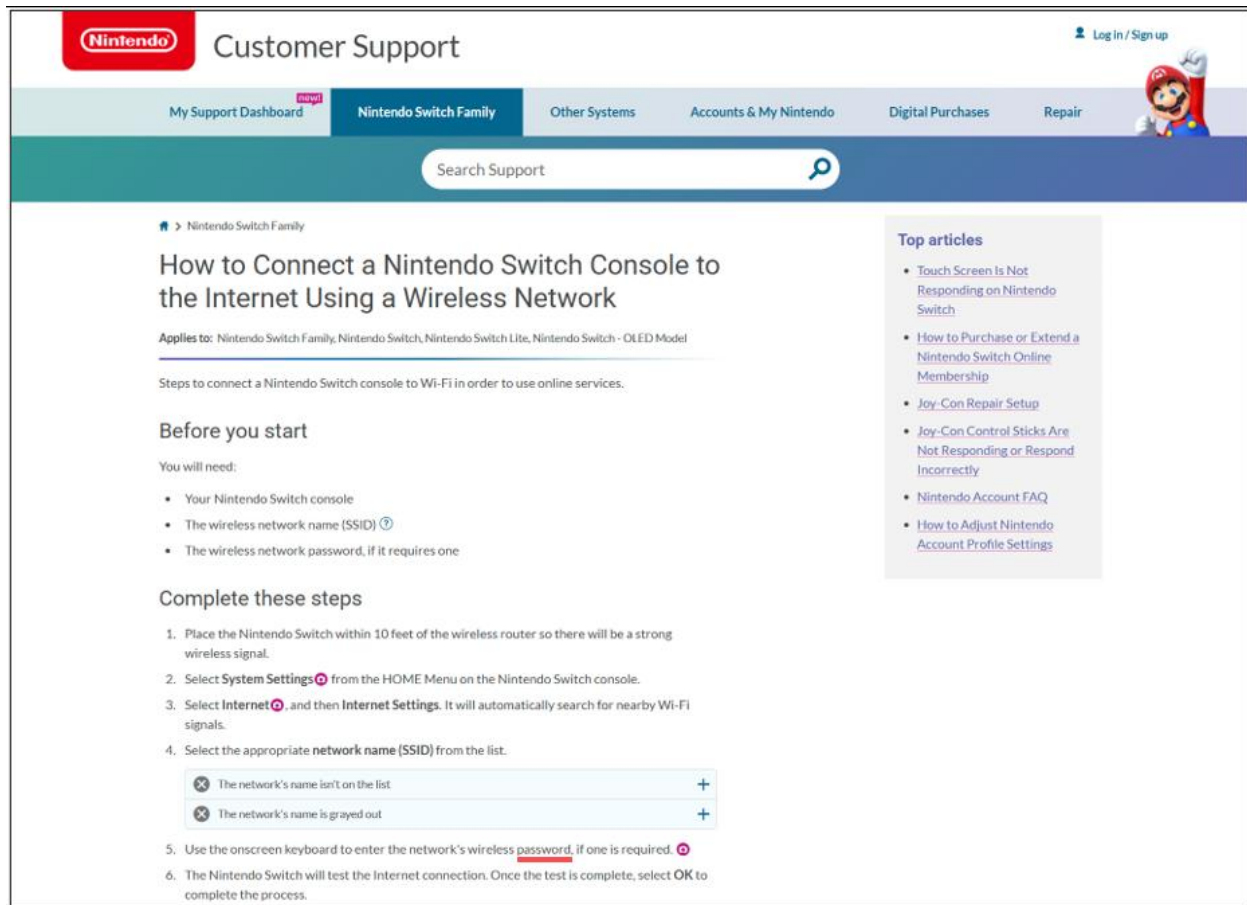 Nintendo
Customer Support
Log in / Sign up
new!
My Support Dashboard
Nintendo Switch Family
Other Systems
Accounts & My Nintendo
Digital Purchases
Repair
Search Support
> Nintendo Switch Family
How to Connect a Nintendo Switch Console to
the Internet Using a Wireless Network
Applies to: Nintendo Switch Family, Nintendo Switch, Nintendo Switch Lite, Nintendo Switch - OLED Model
Steps to connect a Nintendo Switch console to Wi-Fi in order to use online services.
Before you start
You will need:
• Your Nintendo Switch console
• The wireless network name (SSID) ?
• The wireless network password, if it requires one
Complete these steps
1. Place the Nintendo Switch within 10 feet of the wireless router so there will be a strong
wireless signal.
2. Select System Settings from the HOME Menu on the Nintendo Switch console.
3. Select Internet, and then Internet Settings. It will automatically search for nearby Wi-Fi
signals.
4. Select the appropriate network name (SSID) from the list.
The network's name isn't on the list +
The network's name is grayed out +
5. Use the onscreen keyboard to enter the network's wireless password, if one is required.
6. The Nintendo Switch will test the Internet connection. Once the test is complete, select OK to
complete the process.
Top articles
• Touch Screen Is Not
Responding on Nintendo
Switch
• How to Purchase or Extend a
Nintendo Switch Online
Membership
• Joy-Con Repair Setup
• Joy-Con Control Sticks Are
Not Responding or Respond
Incorrectly
• Nintendo Account FAQ
• How to Adjust Nintendo
Account Profile Settings